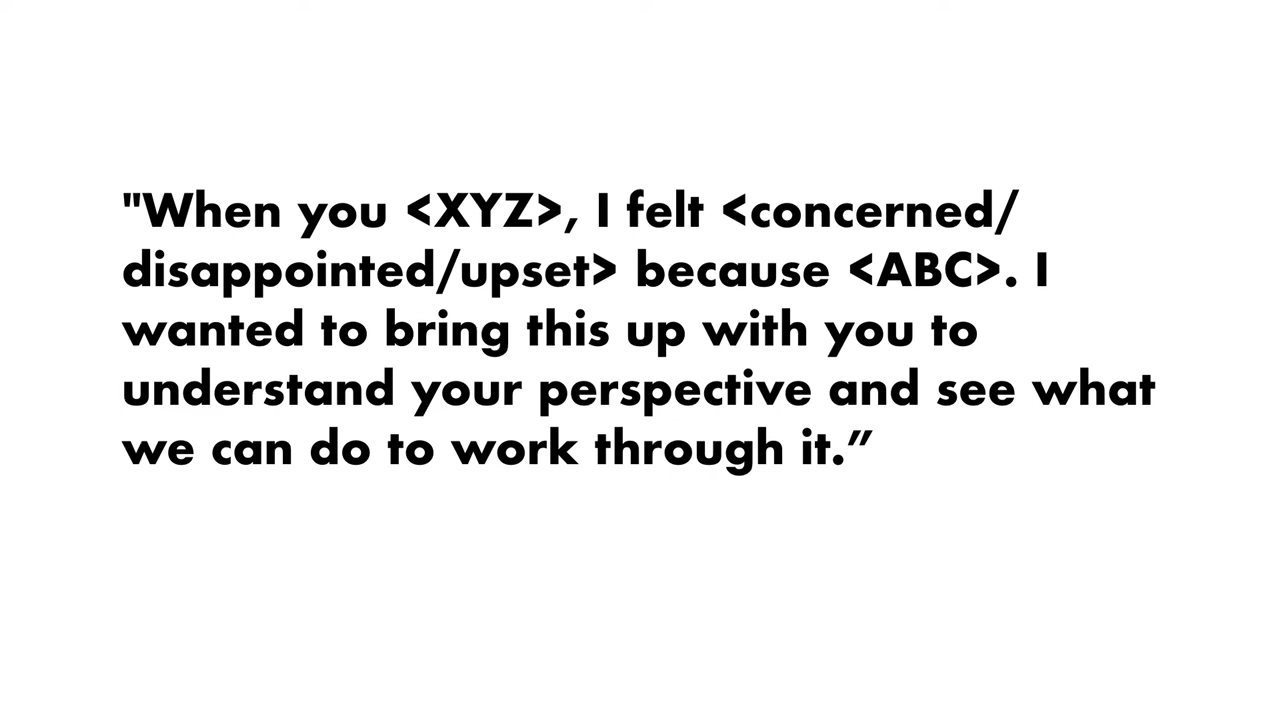 "When you <XYZ>, I felt <concerned/
disappointed/upset> because <ABC>. I
wanted to bring this up with you to
understand your perspective and see what
we can do to work through it.”